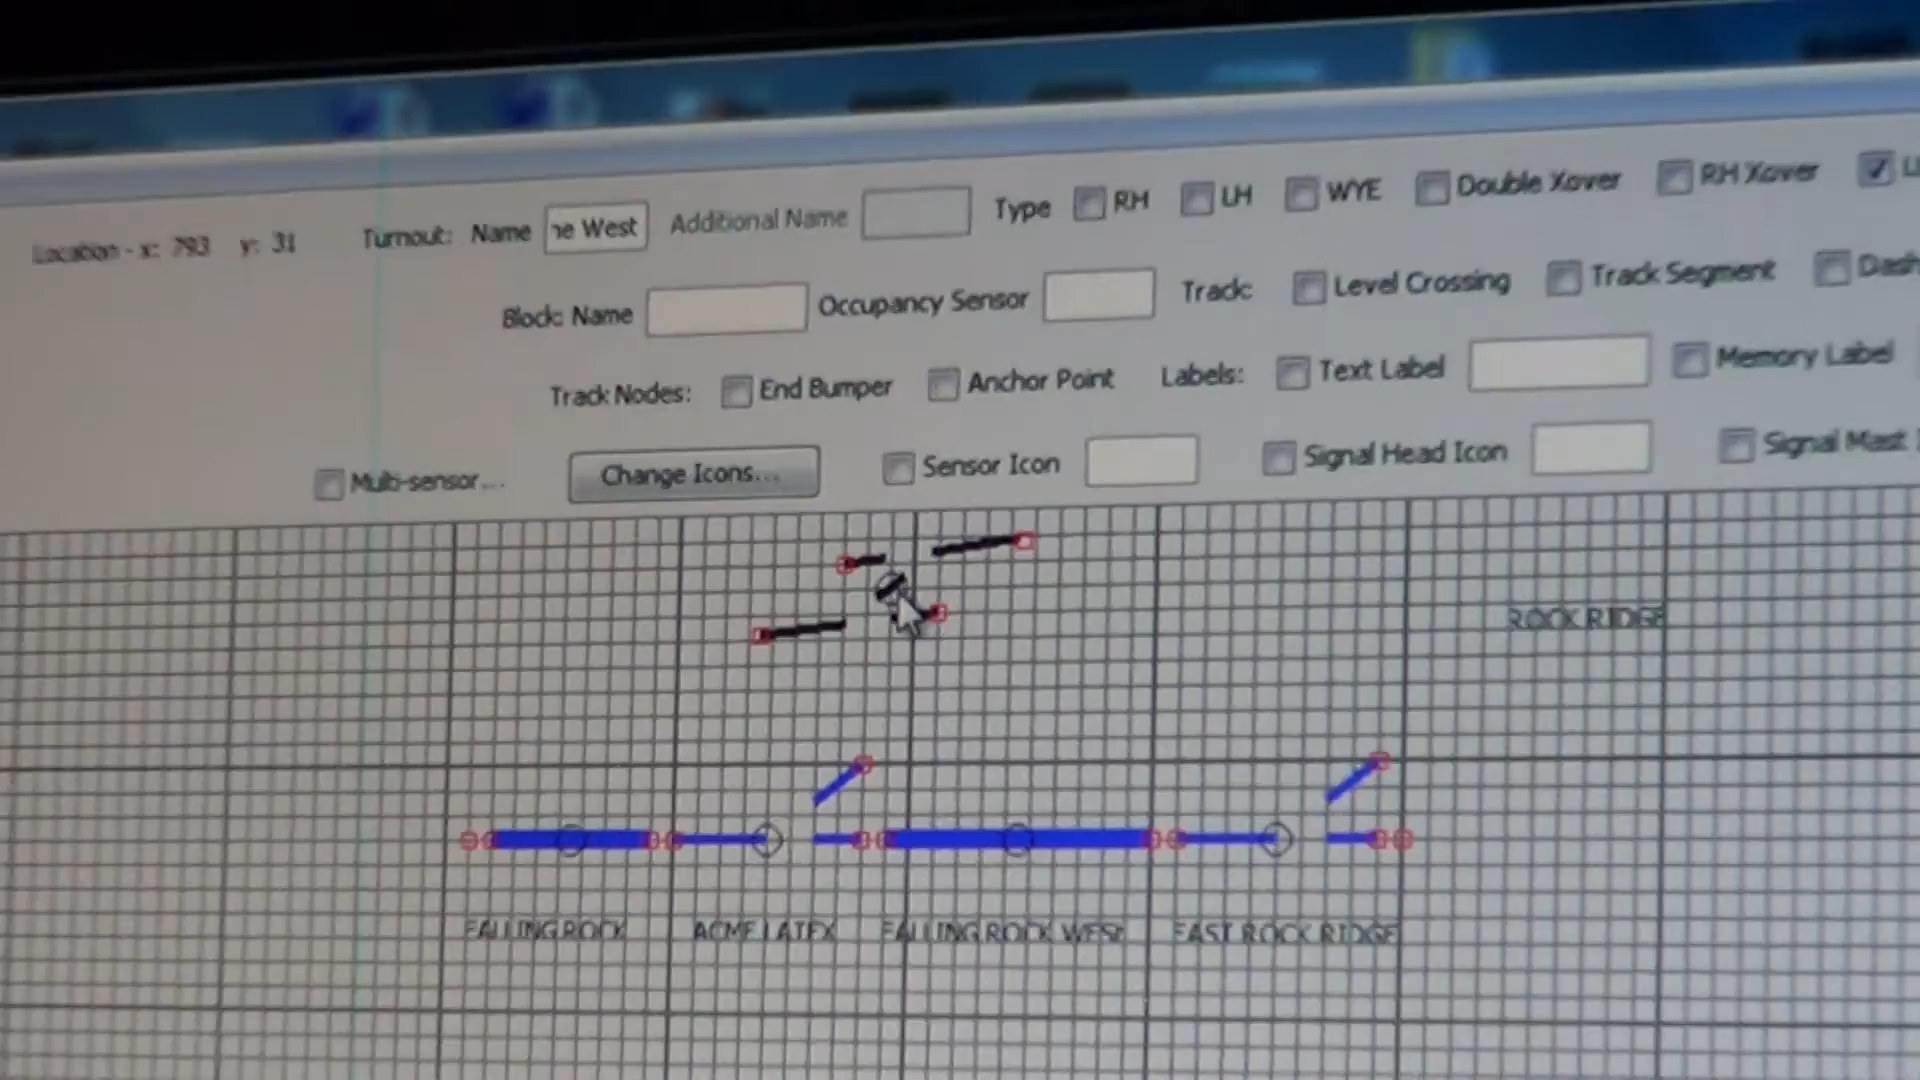 Location - x: 793 y: 31 Turnout: Name ne West Additional Name Type RH LH WYE Double Xover RH Xover
Block: Name Occupancy Sensor Track: Level Crossing Track Segment Dash
Track Nodes: End Bumper Anchor Point Labels: Text Label Memory Label
Multi-sensor... Change Icons... Sensor Icon Signal Head Icon Signal Mast
ROCK RIDGE
FALLING ROCK ACME LATEX FALLING ROCK WEST EAST ROCK RIDGE